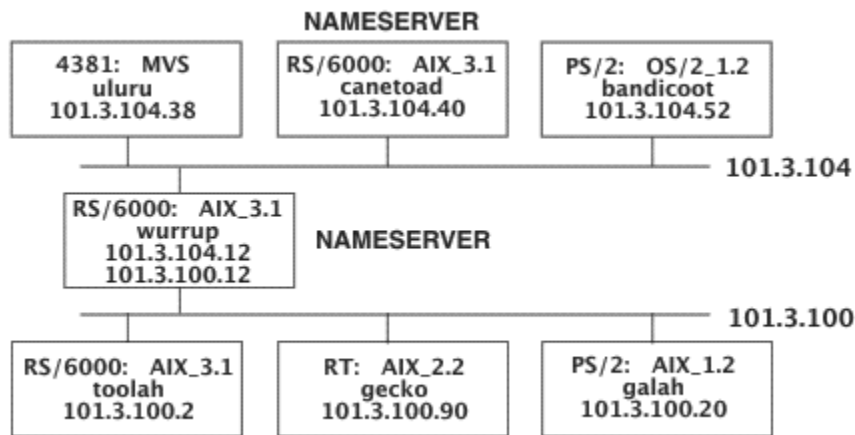 NAMESERVER
4381: MVS
uluru
101.3.104.38
RS/6000: AIX_3.1
canetoad
101.3.104.40
PS/2: OS/2_1.2
bandicoot
101.3.104.52
101.3.104
RS/6000: AIX_3.1
wurrup
101.3.104.12
101.3.100.12
NAMESERVER
101.3.100
RS/6000: AIX_3.1
toolah
101.3.100.2
RT: AIX_2.2
gecko
101.3.100.90
PS/2: AIX_1.2
galah
101.3.100.20